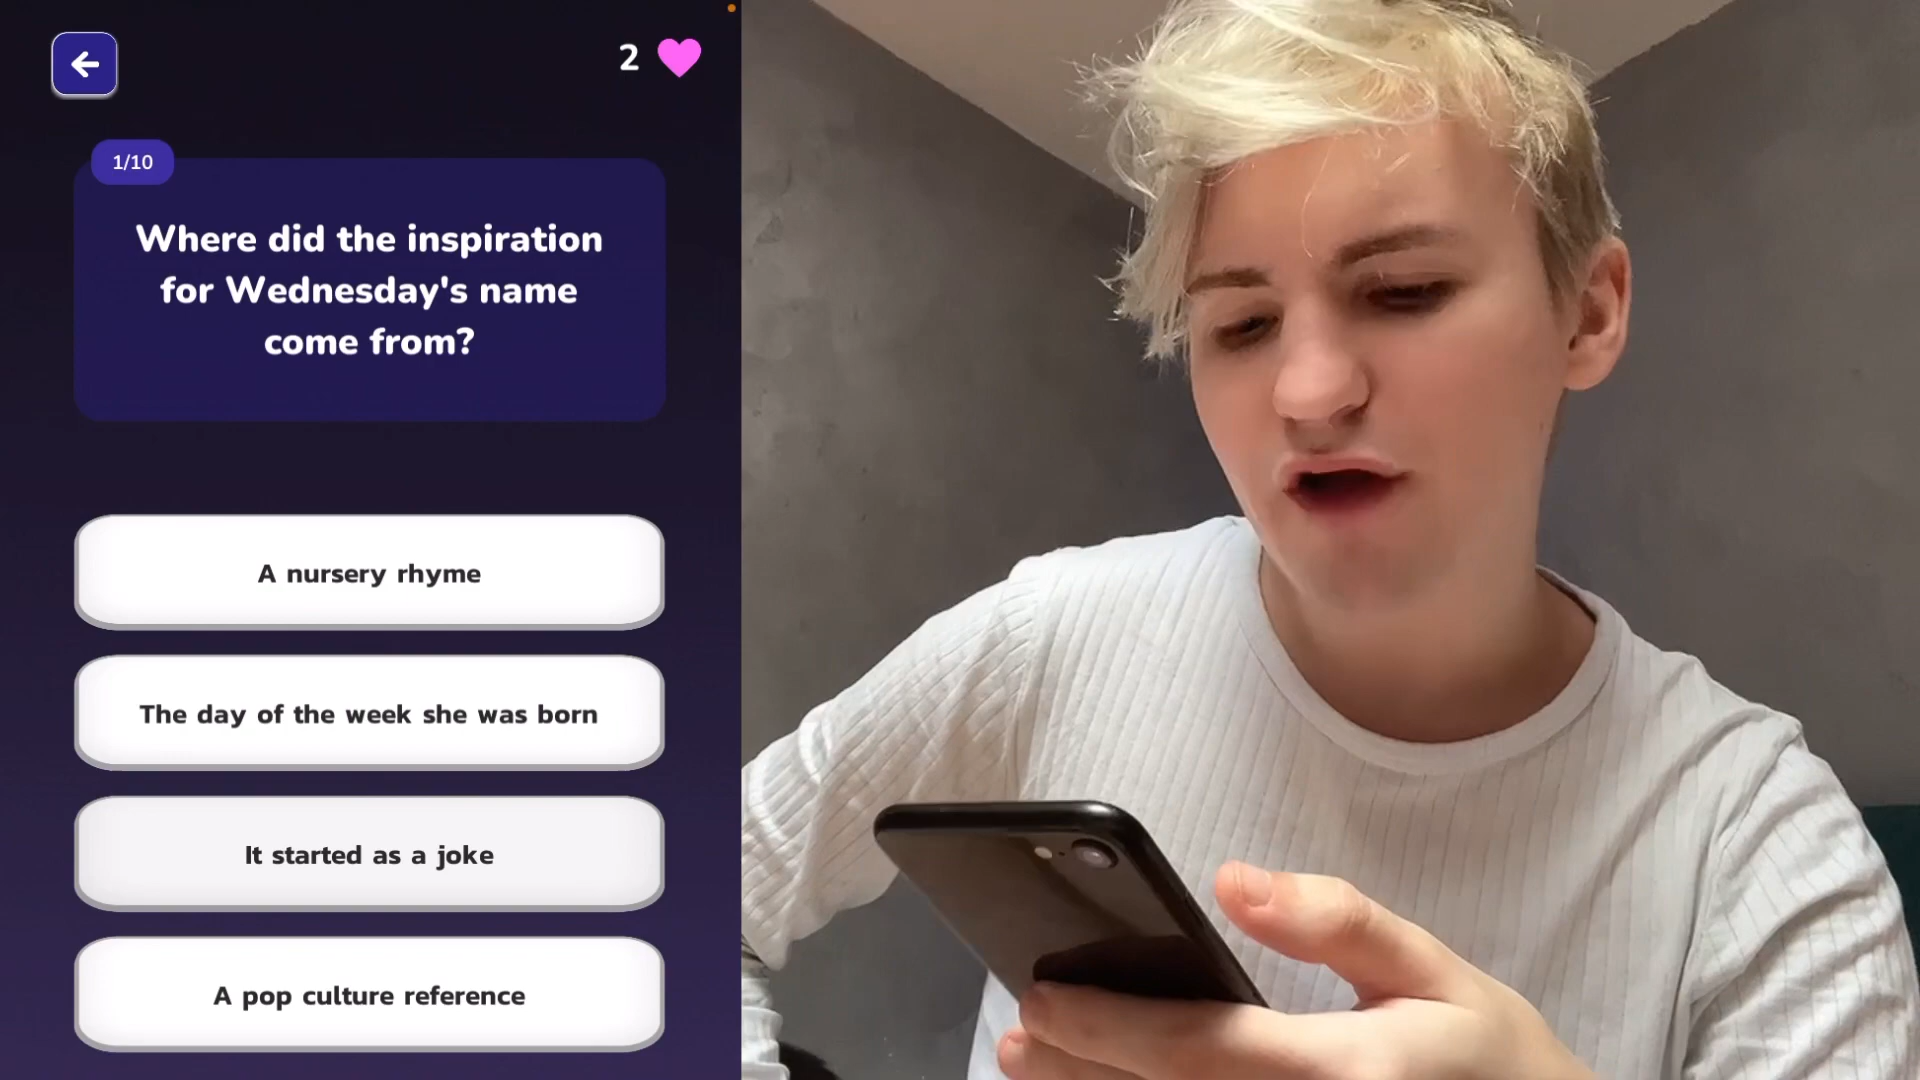 2
1/10
Where did the inspiration
for Wednesday's name
come from?
A nursery rhyme
The day of the week she was born
It started as a joke
A pop culture reference